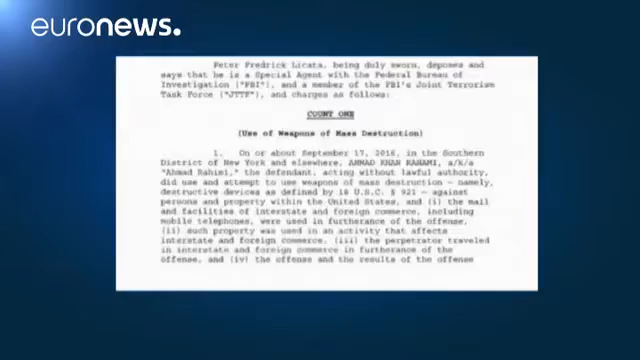 euronews.
Peter Fredrick Licata, being duly sworn, deposes and
says that he is a Special Agent with the Federal Bureau of
Investigation ("FBI"), and a member of the FBI's Joint Terrorism
Task Force ("JTTF"), and charges as follows:
COUNT ONE
(Use of Weapons of Mass Destruction)
1. On or about September 17, 2016, in the Southern
District of New York and elsewhere, AHMAD KHAN RAHAMI, a/k/a
"Ahmad Rahimi," the defendant, acting without lawful authority,
did use and attempt to use weapons of mass destruction — namely,
destructive devices as defined by 18 U.S.C. § 921 — against
persons and property within the United States, and (i) the mail
and facilities of interstate and foreign commerce, including
mobile telephones, were used in furtherance of the offense,
(ii) such property was used in an activity that affects
interstate and foreign commerce, (iii) the perpetrator traveled
in interstate and foreign commerce in furtherance of the
offense, and (iv) the offense and the results of the offense